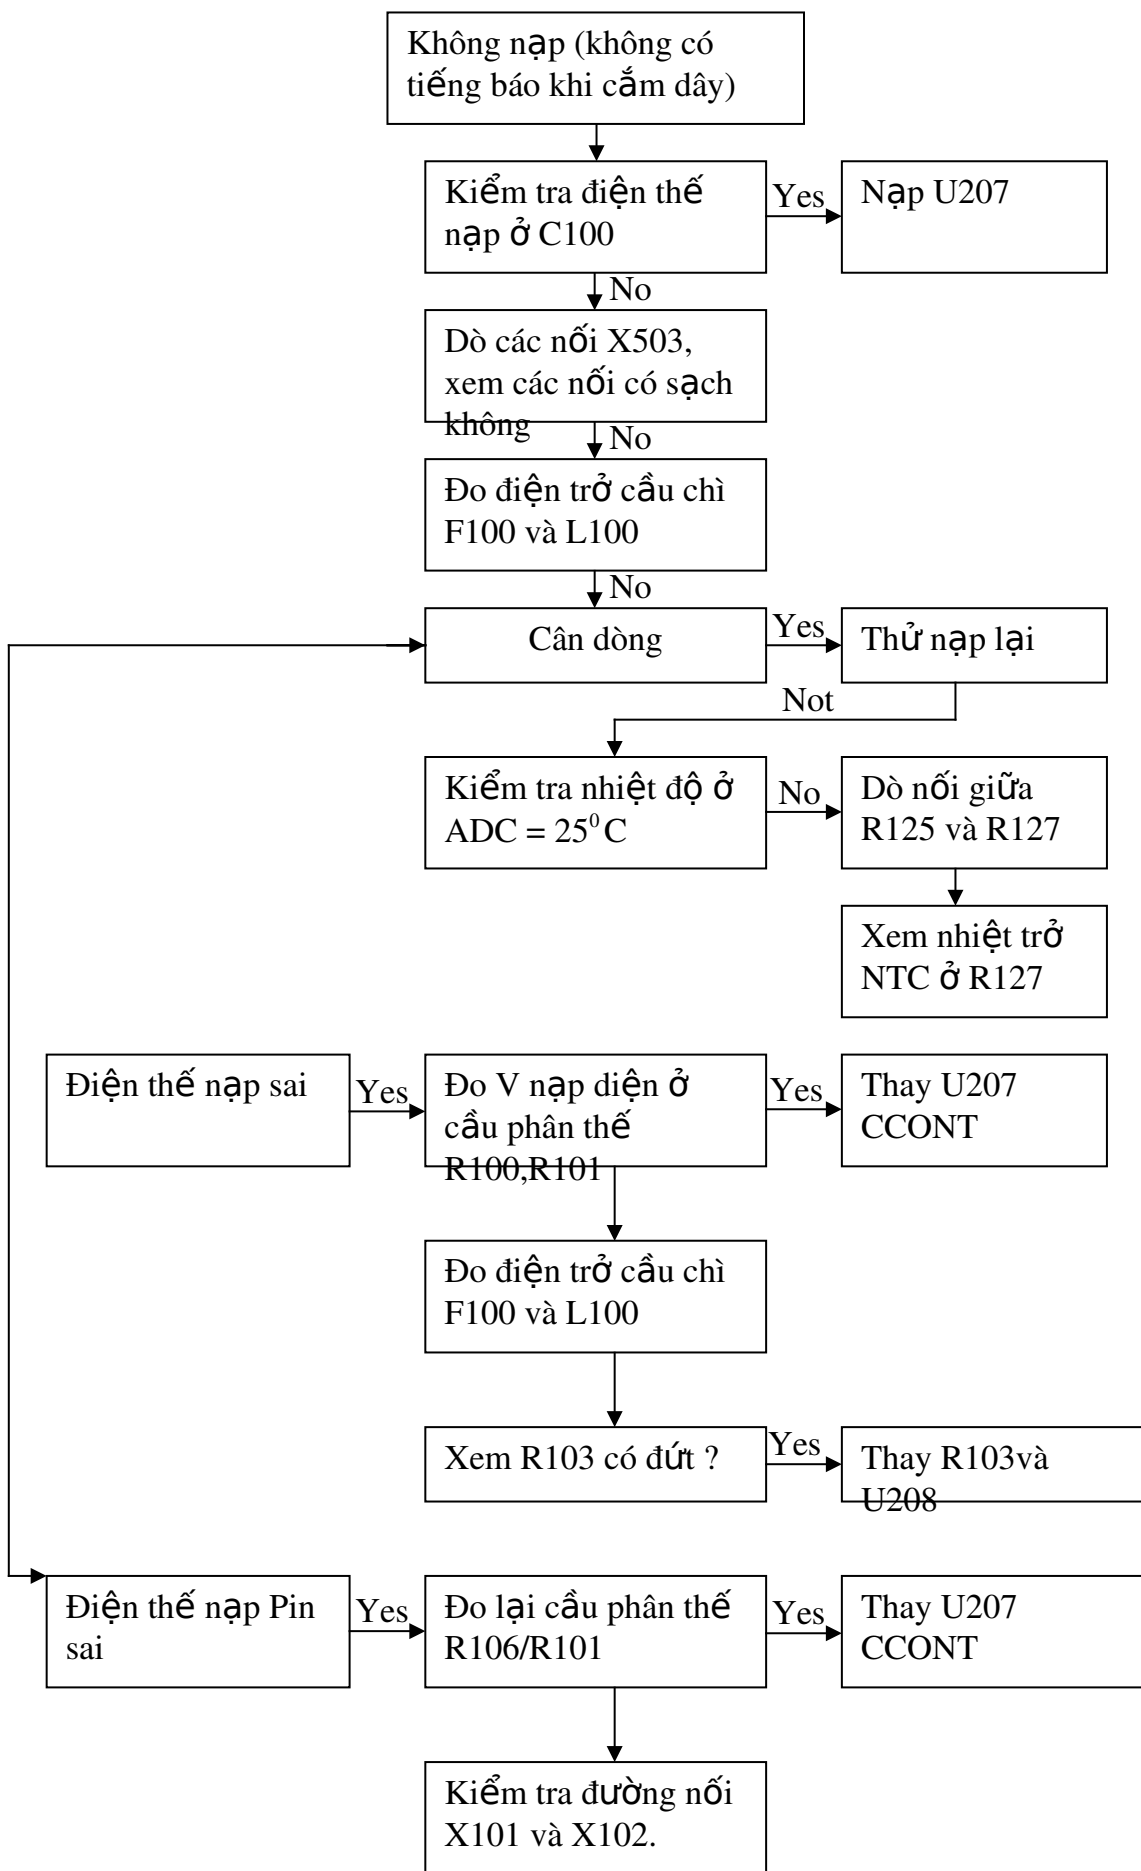 Không nạp (không có
tiếng báo khi cắm dây)
Kiểm tra điện thế
nạp ở C100
Yes
Nạp U207
No
Dò các nối X503,
xem các nối có sạch
không
No
Đo điện trở cầu chì
F100 và L100
No
Cân dòng
Yes
Thử nạp lại
Not
Kiểm tra nhiệt độ ở
ADC = 25⁰ C
No
Dò nối giữa
R125 và R127
Xem nhiệt trở
NTC ở R127
Điện thế nạp sai
Yes
Đo V nạp diện ở
cầu phân thế
R100,R101
Yes
Thay U207
CCONT
Đo điện trở cầu chì
F100 và L100
Xem R103 có đứt ?
Yes
Thay R103và
U208
Điện thế nạp Pin
sai
Yes
Đo lại cầu phân thế
R106/R101
Yes
Thay U207
CCONT
Kiểm tra đường nối
X101 và X102.